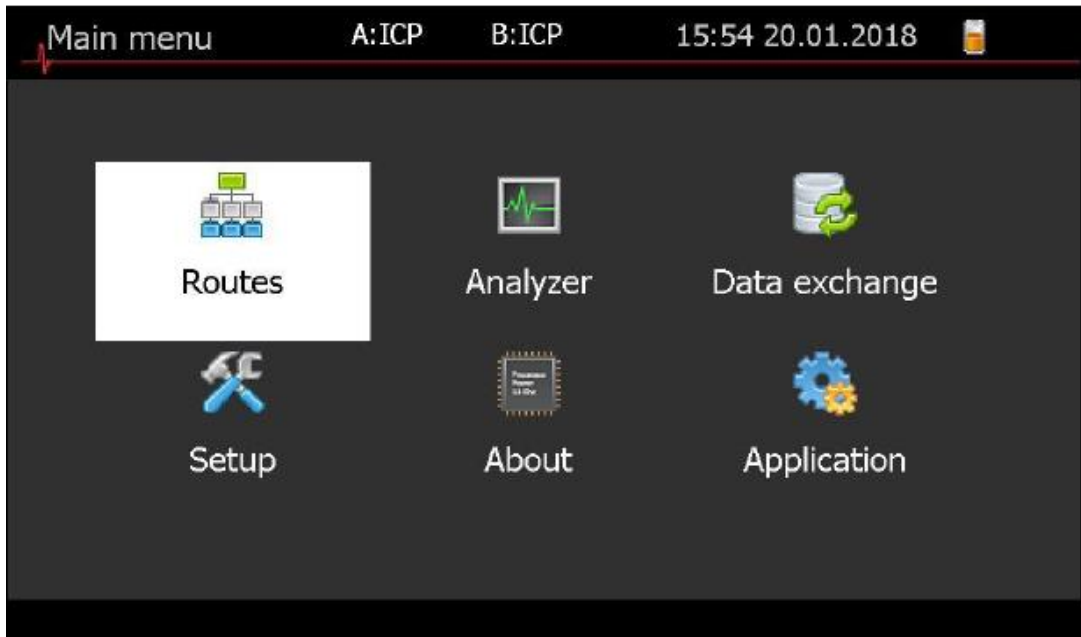 Main menu A:ICP B:ICP 15:54 20.01.2018
Routes Analyzer Data exchange
Setup About Application